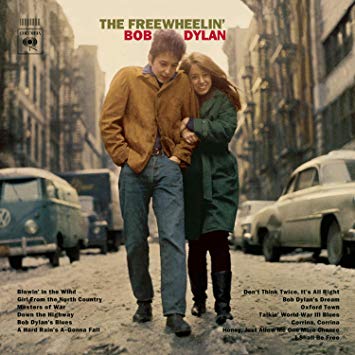 COLUMBIA
THE FREEWHEELIN'
BOB DYLAN
Blowin' in the Wind
Girl From the North Country
Masters of War
Down the Highway
Bob Dylan's Blues
A Hard Rain's A-Gonna Fall
Don't Think Twice, It's All Right
Bob Dylan's Dream
Oxford Town
Talkin' World War III Blues
Corrina, Corrina
Honey, Just Allow Me One More Chance
I Shall Be Free